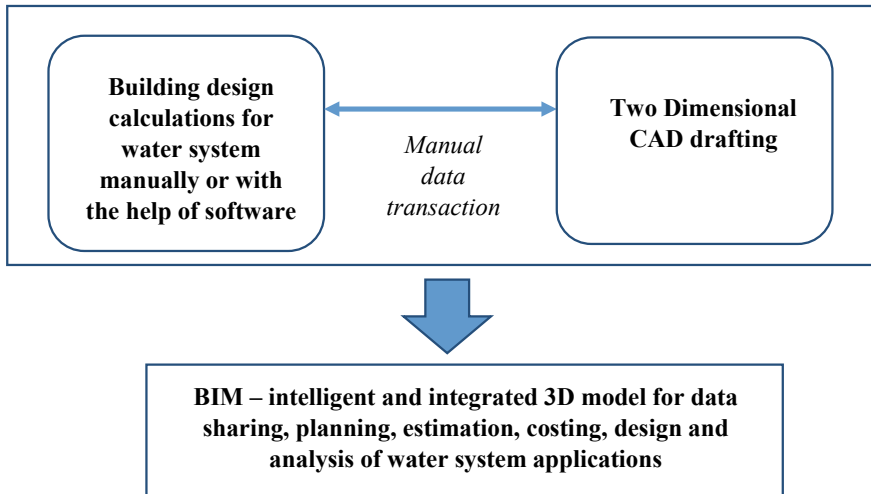 Building design
calculations for
water system
manually or with
the help of software
Manual
data
transaction
Two Dimensional
CAD drafting
BIM – intelligent and integrated 3D model for data
sharing, planning, estimation, costing, design and
analysis of water system applications